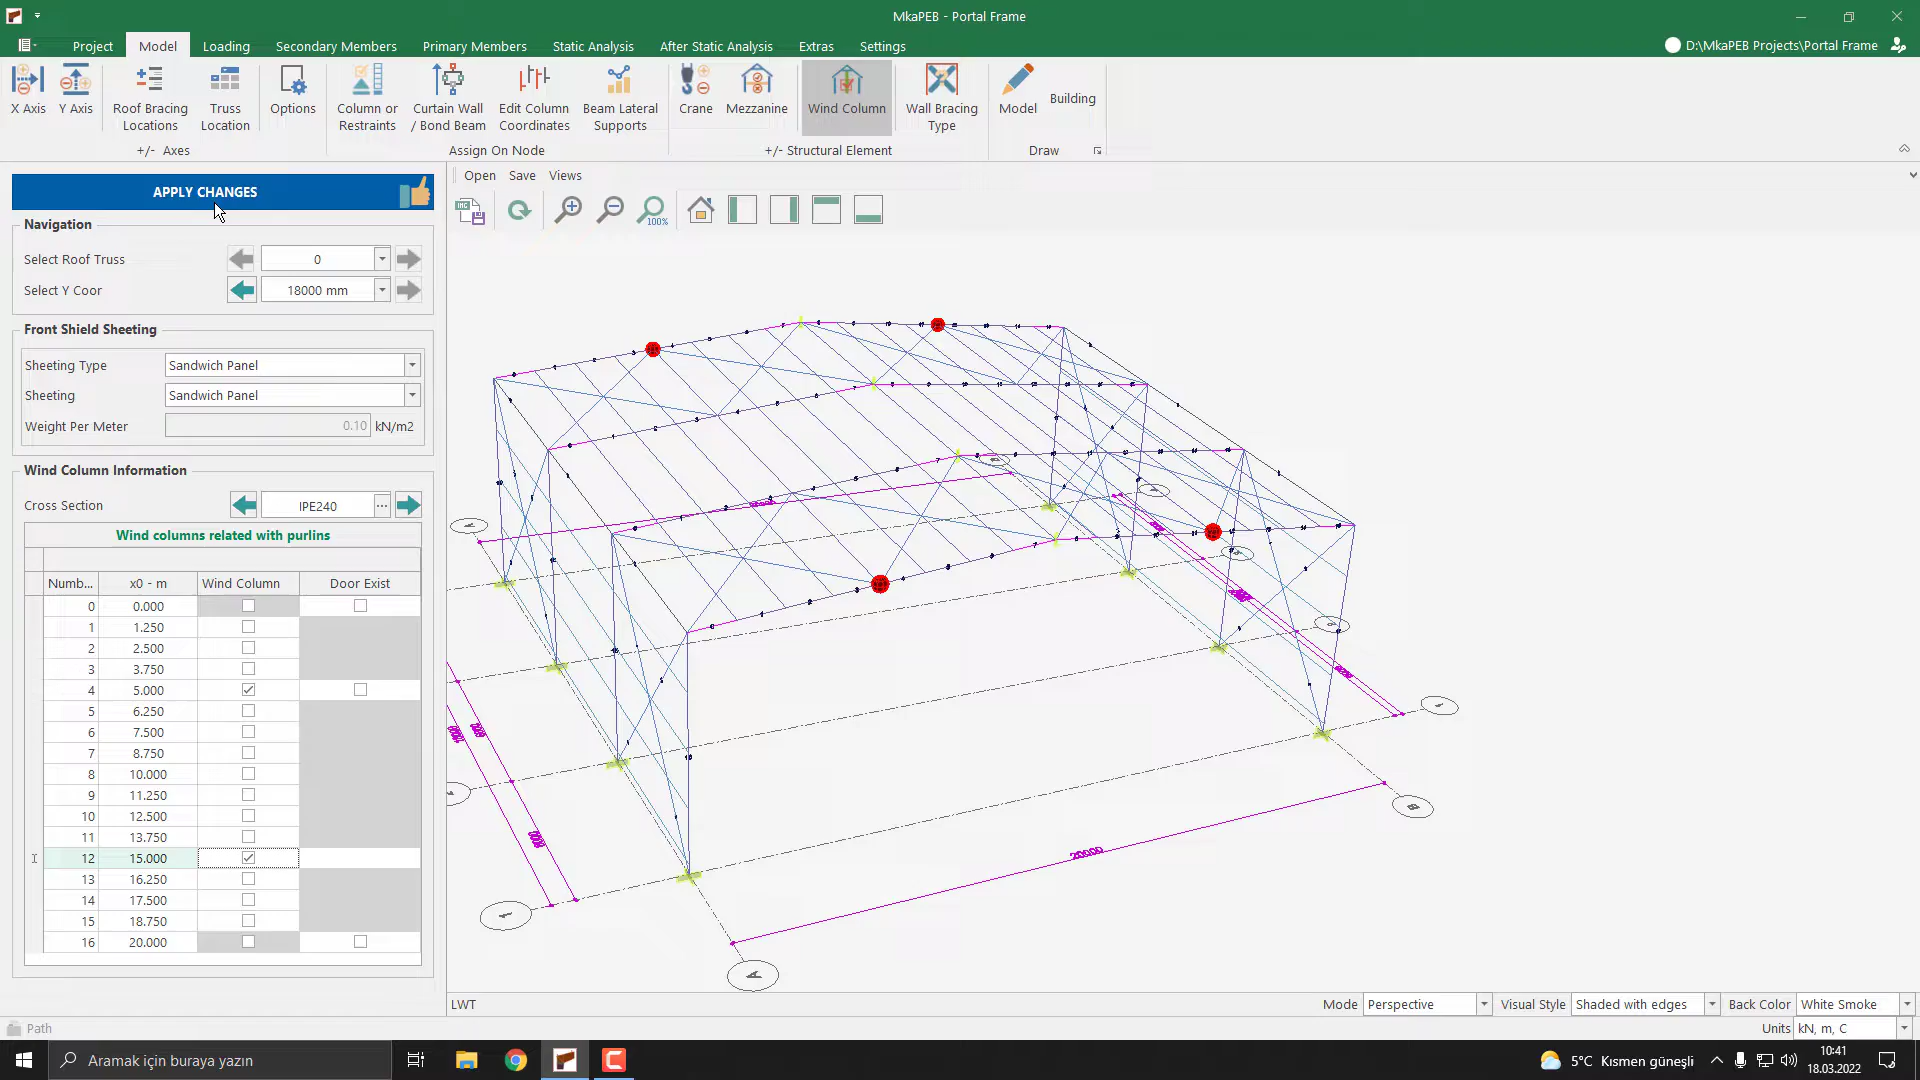 MkaPEB - Portal Frame
Project
Model
Loading
Secondary Members
Primary Members
Static Analysis
After Static Analysis
Extras
Settings
D:\MkaPEB Projects\Portal Frame
X Axis
Y Axis
Roof Bracing
Locations
Truss
Location
Options
Column or
Restraints
Curtain Wall
/ Bond Beam
Edit Column
Coordinates
Beam Lateral
Supports
Crane
Mezzanine
Wind Column
Wall Bracing
Type
Model
Building
+/- Axes
Assign On Node
+/- Structural Element
Draw
APPLY CHANGES
Open
Save
Views
100%
Navigation
Select Roof Truss
0
Select Y Coor
18000 mm
Front Shield Sheeting
Sheeting Type
Sandwich Panel
Sheeting
Sandwich Panel
Weight Per Meter
0.10
kN/m2
Wind Column Information
Cross Section
IPE240
Wind columns related with purlins
Numb... x0 - m Wind Column Door Exist
0 0.000
1 1.250
2 2.500
3 3.750
4 5.000
5 6.250
6 7.500
7 8.750
8 10.000
9 11.250
10 12.500
11 13.750
12 15.000
13 16.250
14 17.500
15 18.750
16 20.000
20000
A
B
1
LWT
Mode
Perspective
Visual Style
Shaded with edges
Back Color
White Smoke
Path
Units
kN, m, C
Aramak için buraya yazın
5°C Kısmen güneşli
10:41
18.03.2022